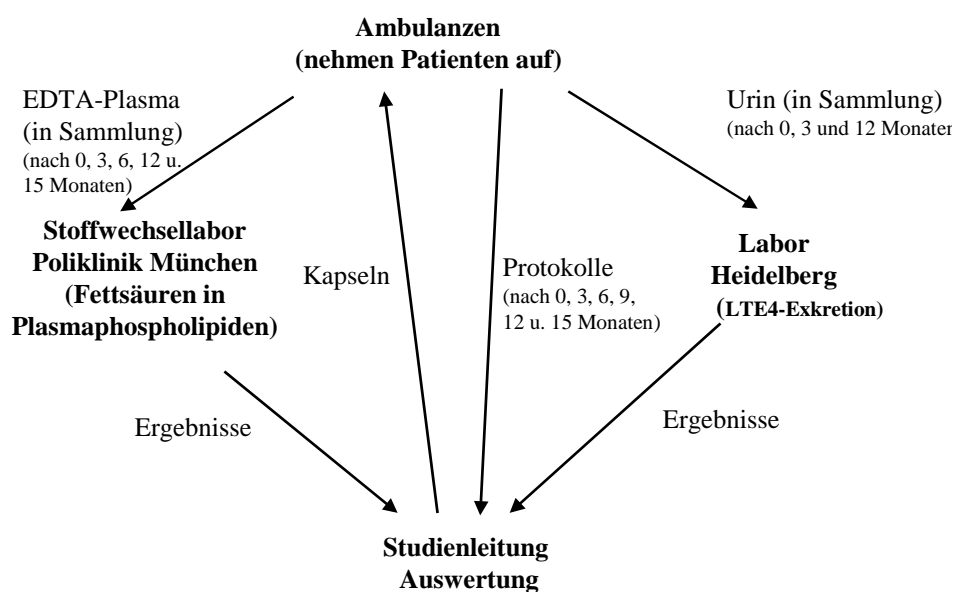 Ambulanzen
(nehmen Patienten auf)
EDTA-Plasma
(in Sammlung)
(nach 0, 3, 6, 12 u.
15 Monaten)
Urin (in Sammlung)
(nach 0, 3 und 12 Monaten
Stoffwechsellabor
Poliklinik München
(Fettsäuren in
Plasmaphospholipiden)
Kapseln
Protokolle
(nach 0, 3, 6, 9,
12 u. 15 Monaten)
Labor
Heidelberg
(LTE4-Exkretion)
Ergebnisse
Ergebnisse
Studienleitung
Auswertung